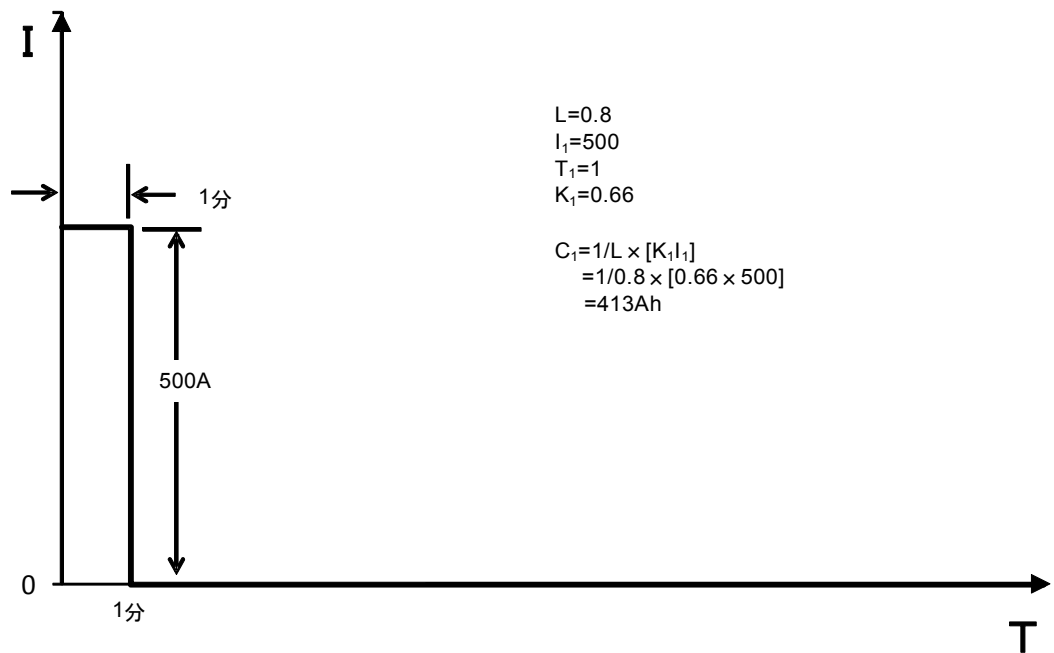 I
L=0.8
I₁=500
T₁=1
K₁=0.66
1分
C₁=1/L×[K₁I₁]
=1/0.8×[0.66×500]
=413Ah
500A
0
1分
T